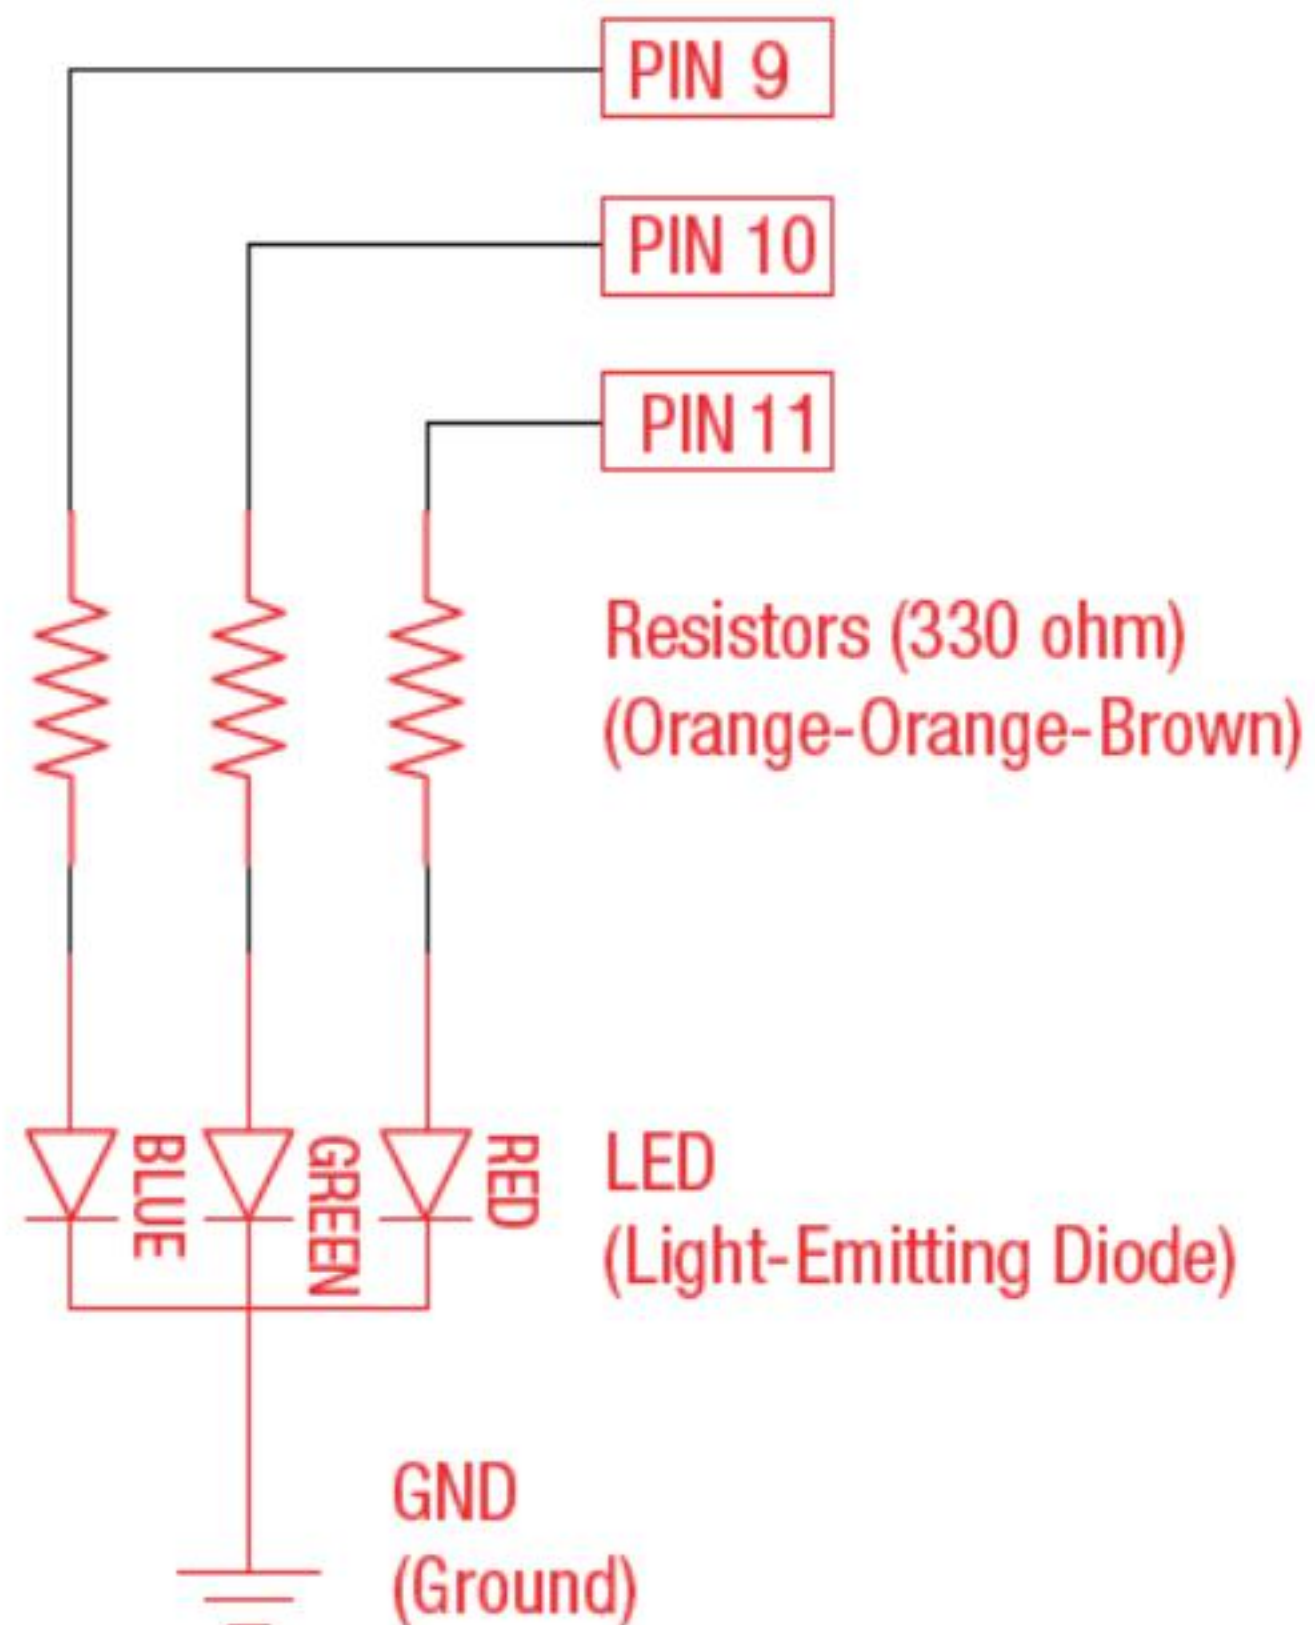 PIN 9
PIN 10
PIN 11
Resistors (330 ohm)
(Orange-Orange-Brown)
BLUE
GREEN
RED
LED
(Light-Emitting Diode)
GND
(Ground)